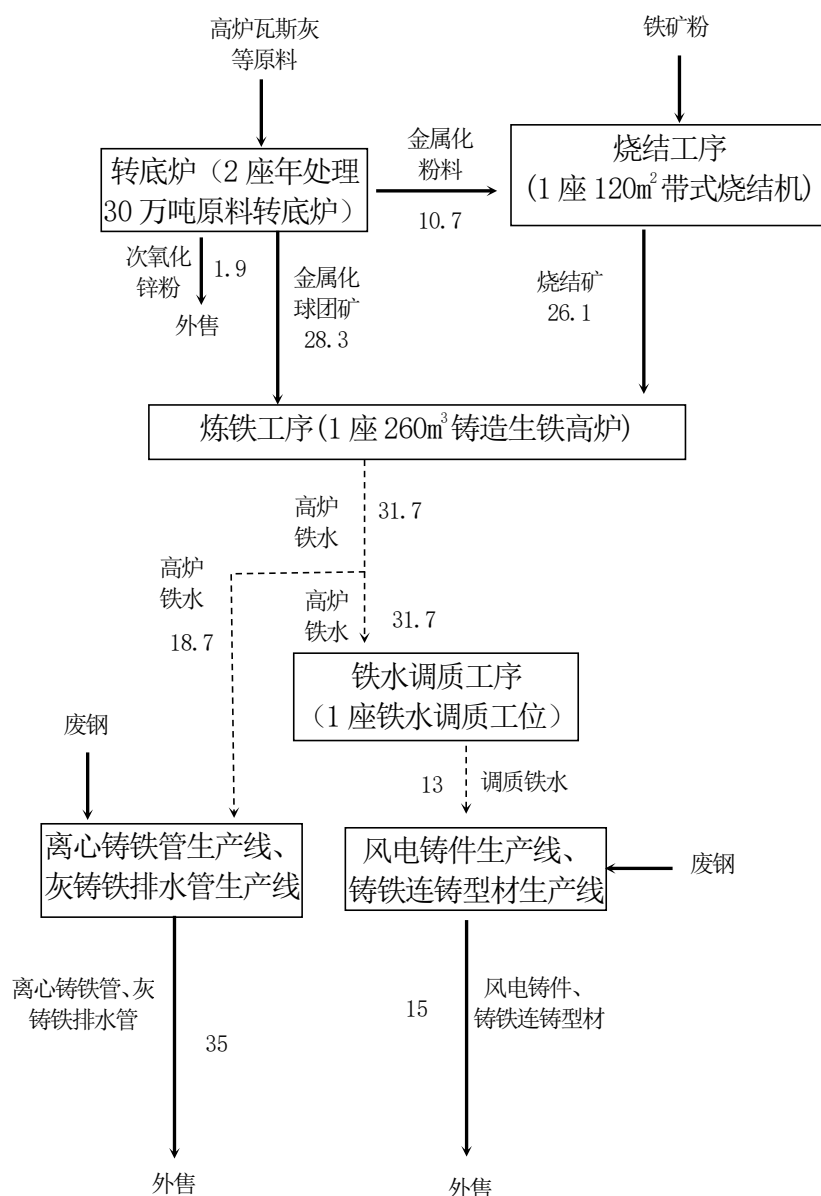 高炉瓦斯灰
等原料
铁矿粉
转底炉（2 座年处理
30 万吨原料转底炉）
金属化
粉料
10.7
烧结工序
(1 座 120m²带式烧结机)
次氧化
锌粉
1.9
外售
金属化
球团矿
28.3
烧结矿
26.1
炼铁工序(1 座 260m³铸造生铁高炉)
高炉
铁水
31.7
高炉
铁水
18.7
高炉
铁水
31.7
铁水调质工序
（1 座铁水调质工位）
废钢
13
调质铁水
离心铸铁管生产线、
灰铸铁排水管生产线
风电铸件生产线、
铸铁连铸型材生产线
废钢
离心铸铁管、灰
铸铁排水管
35
15
风电铸件、
铸铁连铸型材
外售
外售